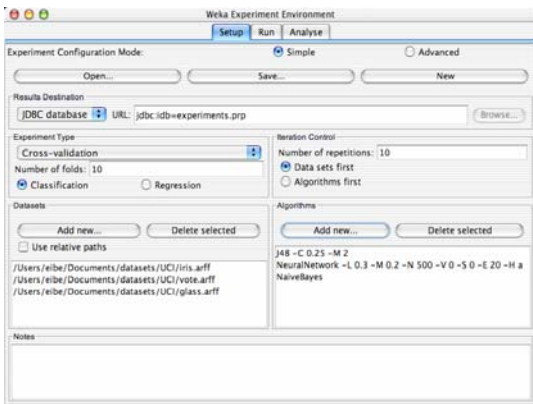 Weka Experiment Environment
Setup Run Analyse
Experiment Configuration Mode: Simple Advanced
Open... Save... New
Results Destination
JDBC database URL: jdbc:idb=experiments.prp Browse...
Experiment Type
Cross-validation
Number of folds: 10
Classification Regression
Iteration Control
Number of repetitions: 10
Data sets first
Algorithms first
Datasets
Add new... Delete selected
Use relative paths
/Users/eibe/Documents/datasets/UCI/iris.arff
/Users/eibe/Documents/datasets/UCI/vote.arff
/Users/eibe/Documents/datasets/UCI/glass.arff
Algorithms
Add new... Delete selected
J48 -C 0.25 -M 2
NeuralNetwork -L 0.3 -M 0.2 -N 500 -V 0 -S 0 -E 20 -H a
NaiveBayes
Notes